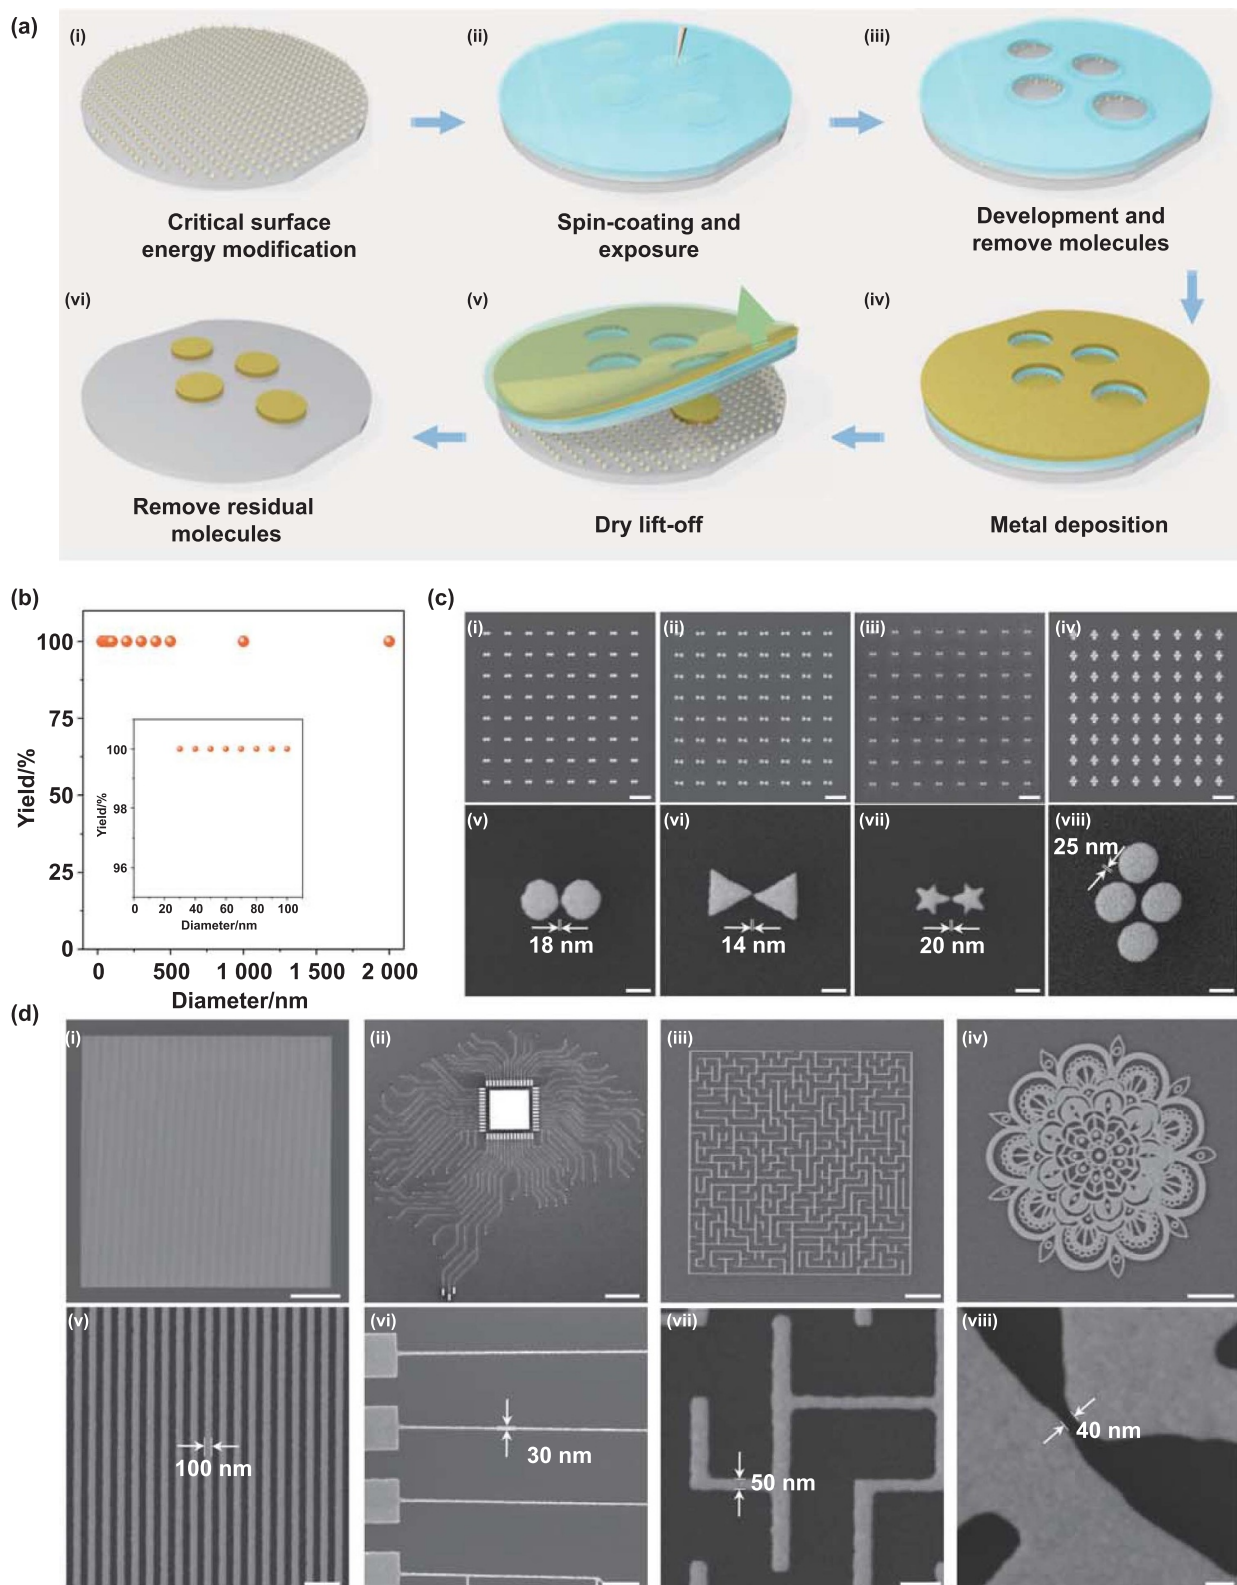 (a)
(i)
(ii)
(iii)
Critical surface
energy modification
Spin-coating and
exposure
Development and
remove molecules
(vi)
(v)
(iv)
Remove residual
molecules
Dry lift-off
Metal deposition
(b)
100
75
50
25
0
Yield/%
0
500
1 000
1 500
2 000
Diameter/nm
100
98
96
Yield/%
0
20
40
60
80
100
Diameter/nm
(c)
(i)
(ii)
(iii)
(iv)
(v)
18 nm
(vi)
14 nm
(vii)
20 nm
(viii)
25 nm
(d)
(i)
(ii)
(iii)
(iv)
(v)
100 nm
(vi)
30 nm
(vii)
50 nm
(viii)
40 nm